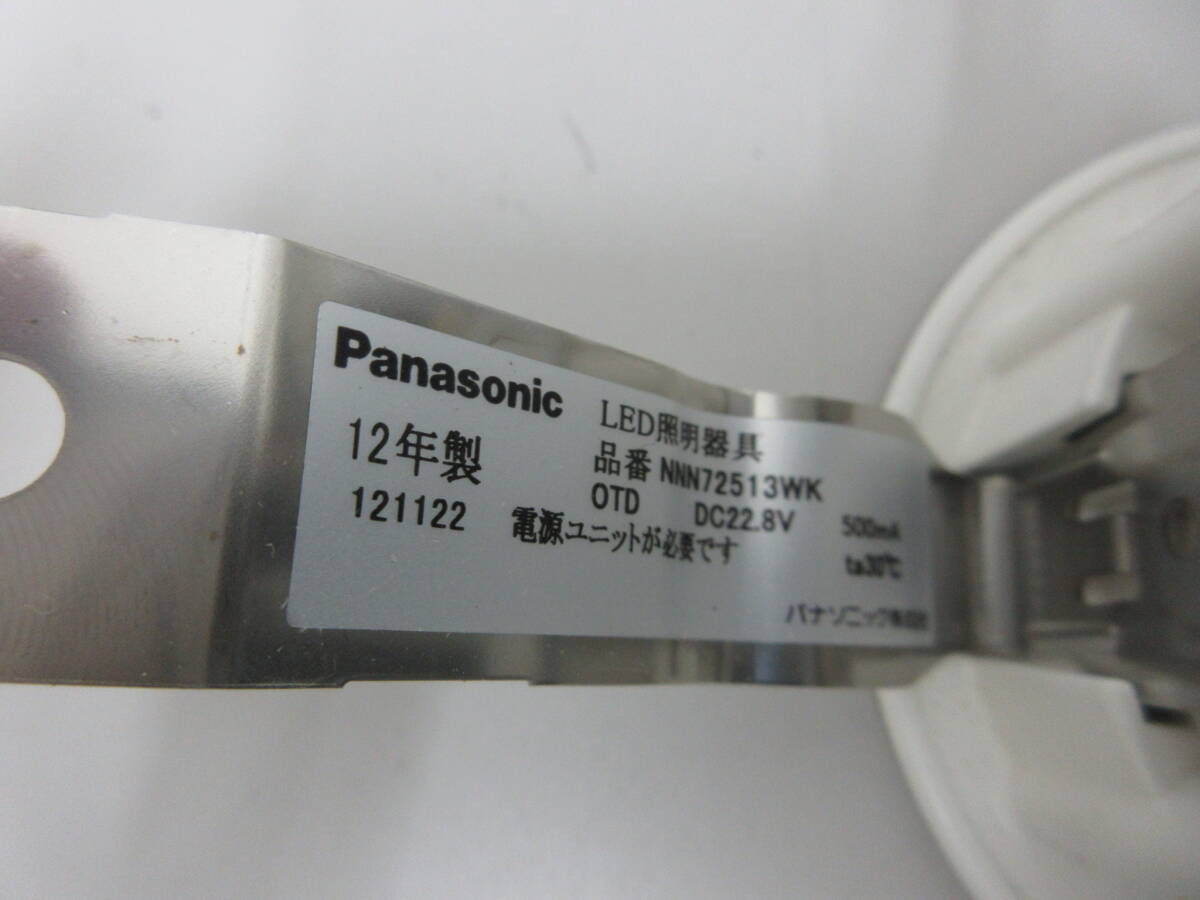 Panasonic
LED照明器具
12年製
品番 NNN72513WK
121122
OTD DC22.8V 500mA
電源ユニットが必要です
ta30℃
パナソニック株式会社